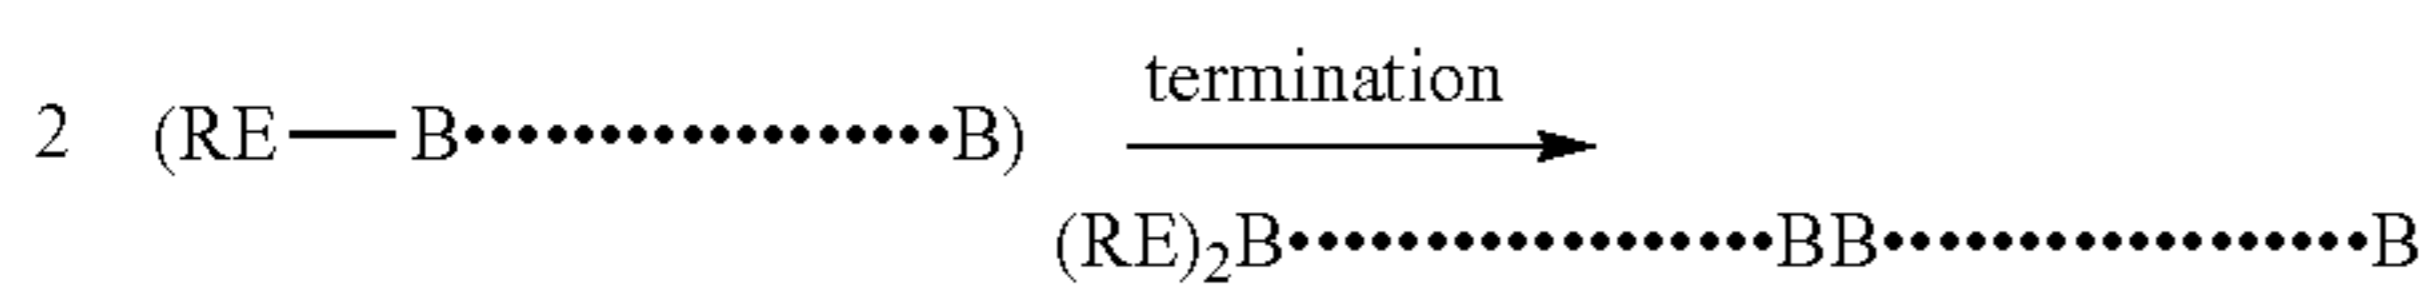 termination
2 (RE—B••••••••••••••••••B)
(RE)₂B••••••••••••••••••BB••••••••••••••••••B